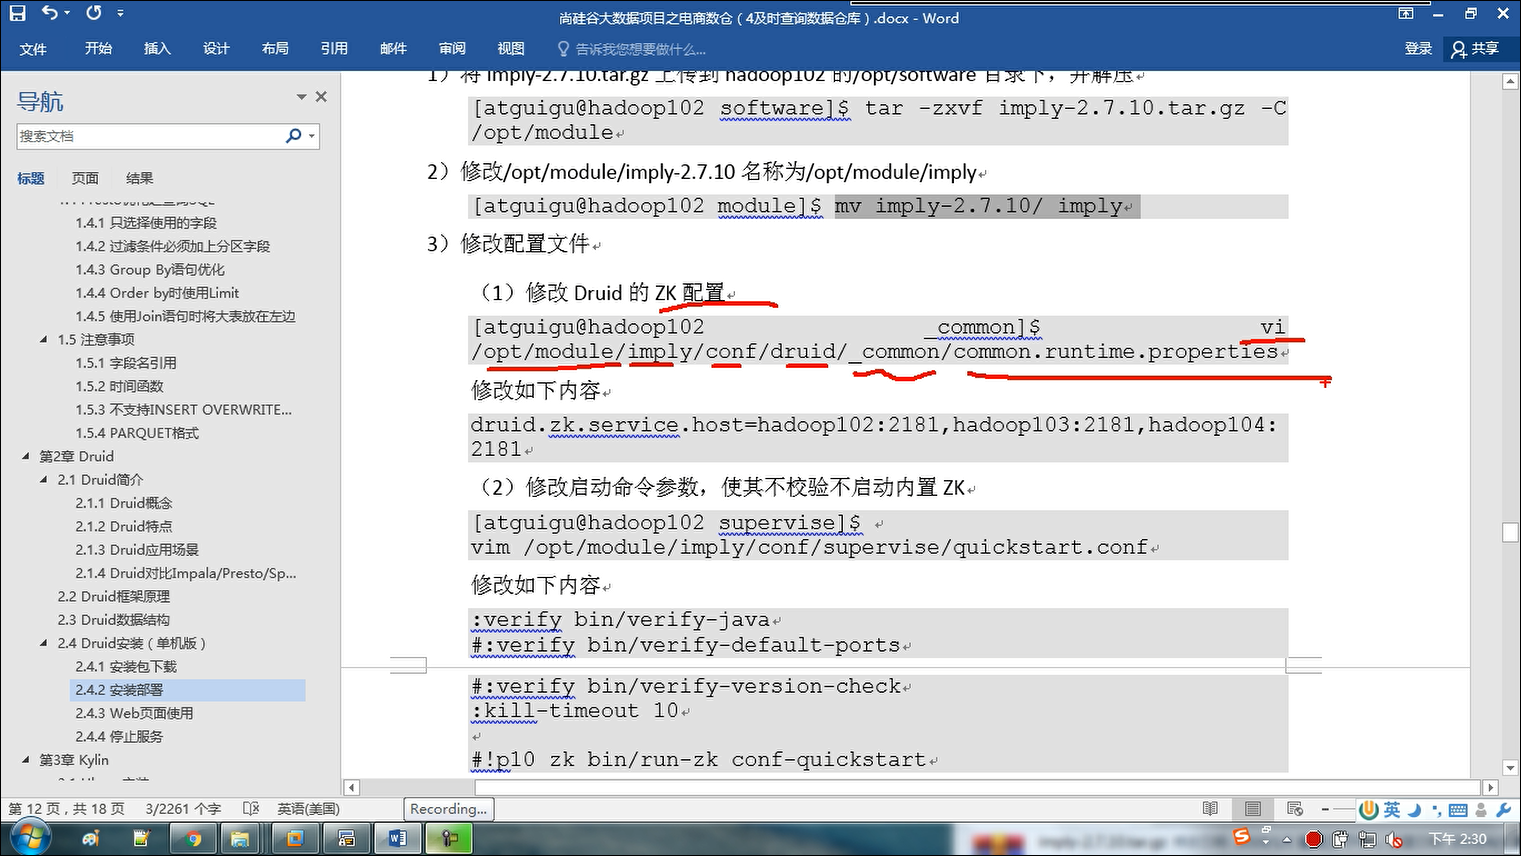 尚硅谷大数据项目之电商数仓（4及时查询数据仓库）.docx - Word
文件 开始 插入 设计 布局 引用 邮件 审阅 视图 告诉我您想要做什么... 登录 共享
导航
搜索文档
标题 页面 结果
1.4.1 只选择使用的字段
1.4.2 过滤条件必须加上分区字段
1.4.3 Group By语句优化
1.4.4 Order by时使用Limit
1.4.5 使用Join语句时将大表放在左边
1.5 注意事项
1.5.1 字段名引用
1.5.2 时间函数
1.5.3 不支持INSERT OVERWRITE...
1.5.4 PARQUET格式
第2章 Druid
2.1 Druid简介
2.1.1 Druid概念
2.1.2 Druid特点
2.1.3 Druid应用场景
2.1.4 Druid对比Impala/Presto/Sp...
2.2 Druid框架原理
2.3 Druid数据结构
2.4 Druid安装（单机版）
2.4.1 安装包下载
2.4.2 安装部署
2.4.3 Web页面使用
2.4.4 停止服务
第3章 Kylin
1）将 imply-2.7.10.tar.gz 上传到 hadoop102 的/opt/software 目录下，并解压
[atguigu@hadoop102 software]$ tar -zxvf imply-2.7.10.tar.gz -C
/opt/module
2）修改/opt/module/imply-2.7.10 名称为/opt/module/imply
[atguigu@hadoop102 module]$ mv imply-2.7.10/ imply
3）修改配置文件
（1）修改 Druid 的 ZK 配置
[atguigu@hadoop102 _common]$ vi
/opt/module/imply/conf/druid/_common/common.runtime.properties
修改如下内容
druid.zk.service.host=hadoop102:2181,hadoop103:2181,hadoop104:
2181
（2）修改启动命令参数，使其不校验不启动内置 ZK
[atguigu@hadoop102 supervise]$
vim /opt/module/imply/conf/supervise/quickstart.conf
修改如下内容
:verify bin/verify-java
#:verify bin/verify-default-ports
#:verify bin/verify-version-check
:kill-timeout 10
#!p10 zk bin/run-zk conf-quickstart
第 12 页，共 18 页 3/2261 个字 英语(美国) Recording... 英
下午 2:30